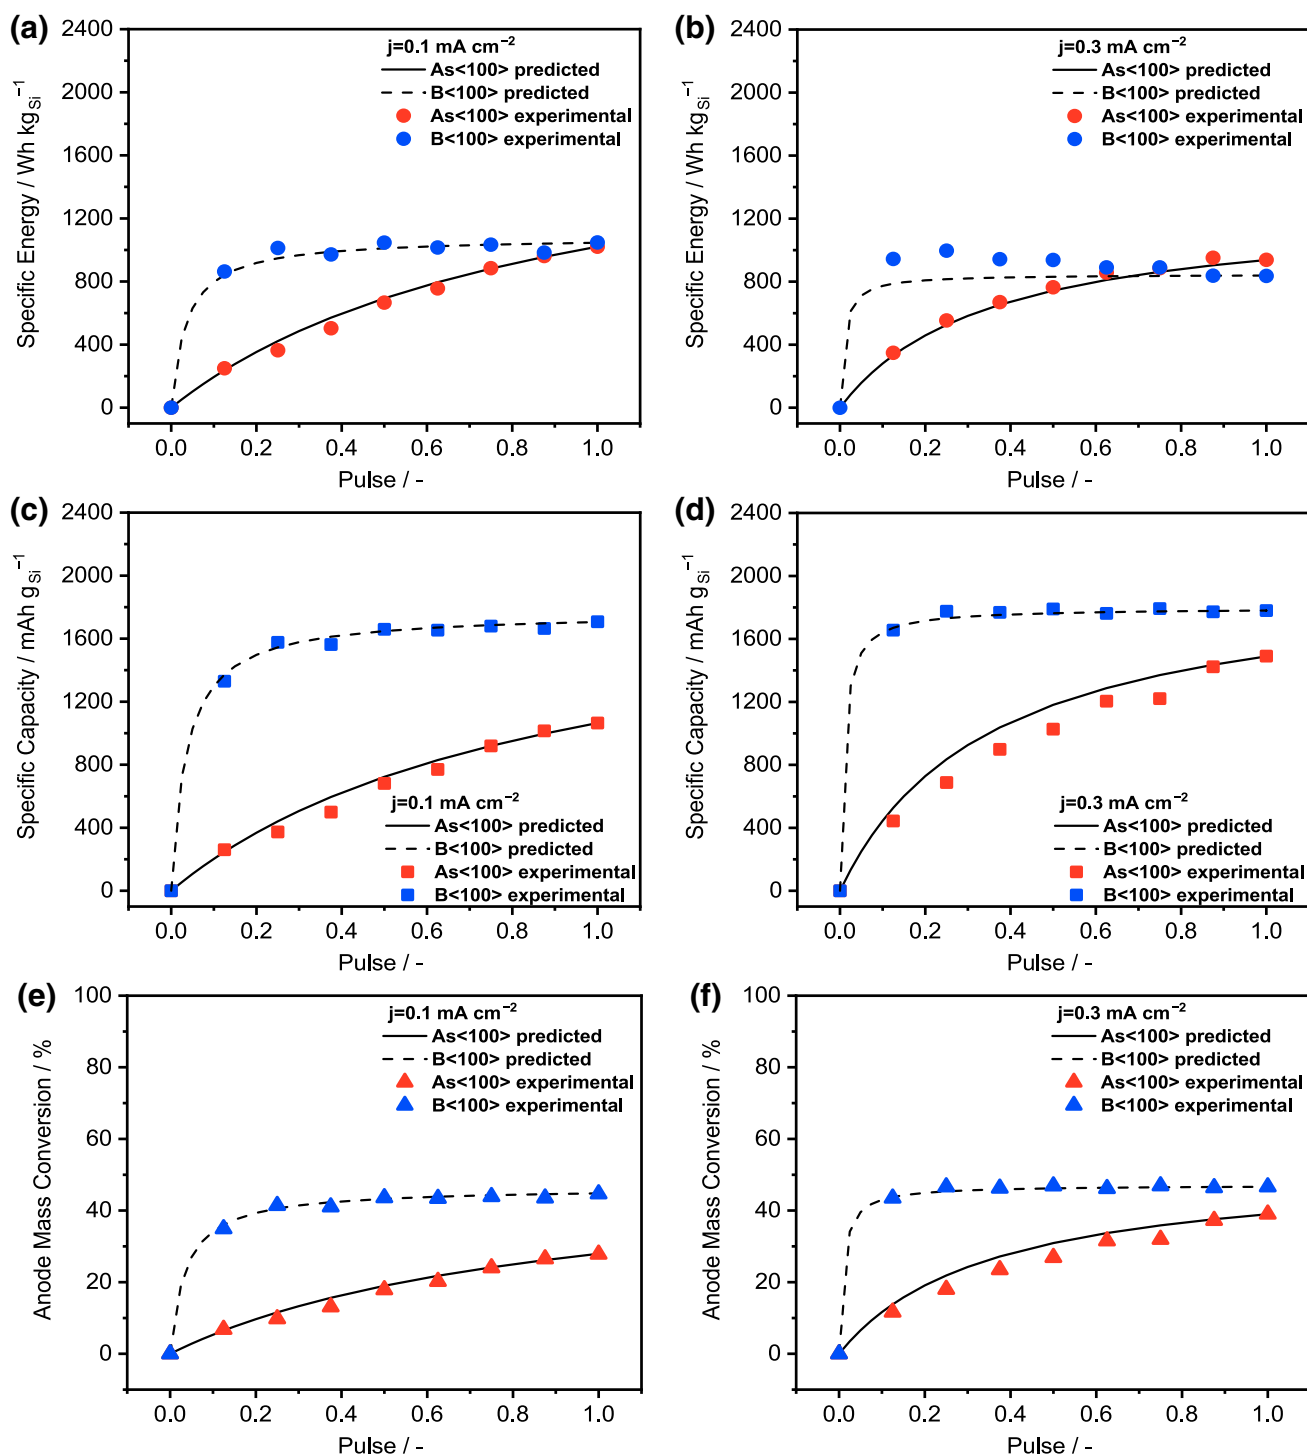 (a)
Specific Energy / Wh kg_Si⁻¹
2400
2000
1600
1200
800
400
0
j=0.1 mA cm⁻²
As<100> predicted
B<100> predicted
As<100> experimental
B<100> experimental
0.0 0.2 0.4 0.6 0.8 1.0
Pulse / -
(b)
Specific Energy / Wh kg_Si⁻¹
2400
2000
1600
1200
800
400
0
j=0.3 mA cm⁻²
As<100> predicted
B<100> predicted
As<100> experimental
B<100> experimental
0.0 0.2 0.4 0.6 0.8 1.0
Pulse / -
(c)
Specific Capacity / mAh g_Si⁻¹
2400
2000
1600
1200
800
400
0
j=0.1 mA cm⁻²
As<100> predicted
B<100> predicted
As<100> experimental
B<100> experimental
0.0 0.2 0.4 0.6 0.8 1.0
Pulse / -
(d)
Specific Capacity / mAh g_Si⁻¹
2400
2000
1600
1200
800
400
0
j=0.3 mA cm⁻²
As<100> predicted
B<100> predicted
As<100> experimental
B<100> experimental
0.0 0.2 0.4 0.6 0.8 1.0
Pulse / -
(e)
Anode Mass Conversion / %
100
80
60
40
20
0
j=0.1 mA cm⁻²
As<100> predicted
B<100> predicted
As<100> experimental
B<100> experimental
0.0 0.2 0.4 0.6 0.8 1.0
Pulse / -
(f)
Anode Mass Conversion / %
100
80
60
40
20
0
j=0.3 mA cm⁻²
As<100> predicted
B<100> predicted
As<100> experimental
B<100> experimental
0.0 0.2 0.4 0.6 0.8 1.0
Pulse / -